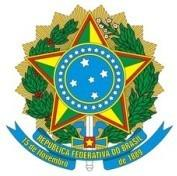 REPUBLICA FEDERATIVA DO BRASIL
15 de Novembro
de 1889